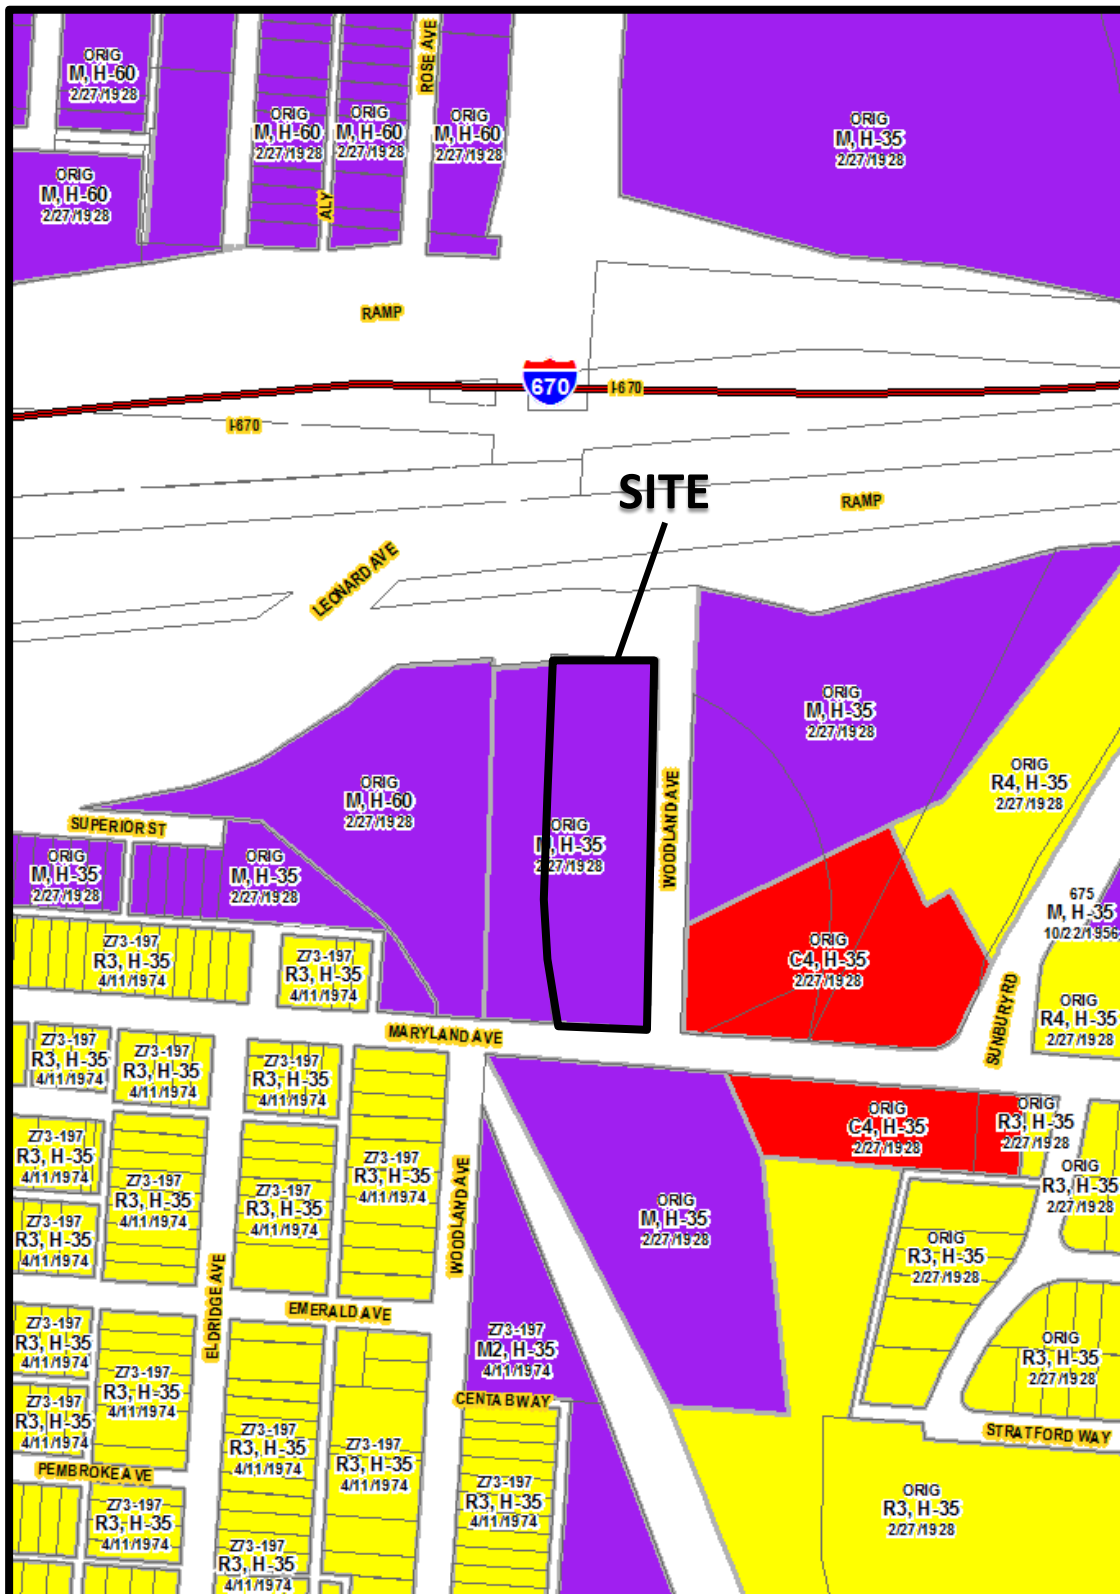 ORIG
M, H-60
2/27/1928
ROSE AVE
ORIG
M, H-60
2/27/1928
ORIG
M, H-60
2/27/1928
ORIG
M, H-60
2/27/1928
ORIG
M, H-35
2/27/1928
ORIG
M, H-60
2/27/1928
ALY
RAMP
670
I-670
I-670
SITE
RAMP
LEONARD AVE
ORIG
M, H-35
2/27/1928
ORIG
R4, H-35
2/27/1928
ORIG
M, H-60
2/27/1928
WOODLAND AVE
SUPERIOR ST
ORIG
M, H-35
2/27/1928
ORIG
M, H-35
2/27/1928
ORIG
M, H-35
2/27/1928
675
M, H-35
10/22/1956
Z73-197
R3, H-35
4/11/1974
Z73-197
R3, H-35
4/11/1974
ORIG
C4, H-35
2/27/1928
SUNBURY RD
ORIG
R4, H-35
2/27/1928
MARYLAND AVE
Z73-197
R3, H-35
4/11/1974
Z73-197
R3, H-35
4/11/1974
Z73-197
R3, H-35
4/11/1974
ORIG
C4, H-35
2/27/1928
ORIG
R3, H-35
2/27/1928
Z73-197
R3, H-35
4/11/1974
Z73-197
R3, H-35
4/11/1974
Z73-197
R3, H-35
4/11/1974
Z73-197
R3, H-35
4/11/1974
WOODLAND AVE
ORIG
R3, H-35
2/27/1928
ORIG
M, H-35
2/27/1928
Z73-197
R3, H-35
4/11/1974
ORIG
R3, H-35
2/27/1928
ELDRIDGE AVE
EMERALD AVE
Z73-197
R3, H-35
4/11/1974
Z73-197
M2, H-35
4/11/1974
ORIG
R3, H-35
2/27/1928
Z73-197
R3, H-35
4/11/1974
CENTAB WAY
Z73-197
R3, H-35
4/11/1974
Z73-197
R3, H-35
4/11/1974
Z73-197
R3, H-35
4/11/1974
STRATFORD WAY
PEMBROKE AVE
Z73-197
R3, H-35
4/11/1974
Z73-197
R3, H-35
4/11/1974
ORIG
R3, H-35
2/27/1928
Z73-197
R3, H-35
4/11/1974